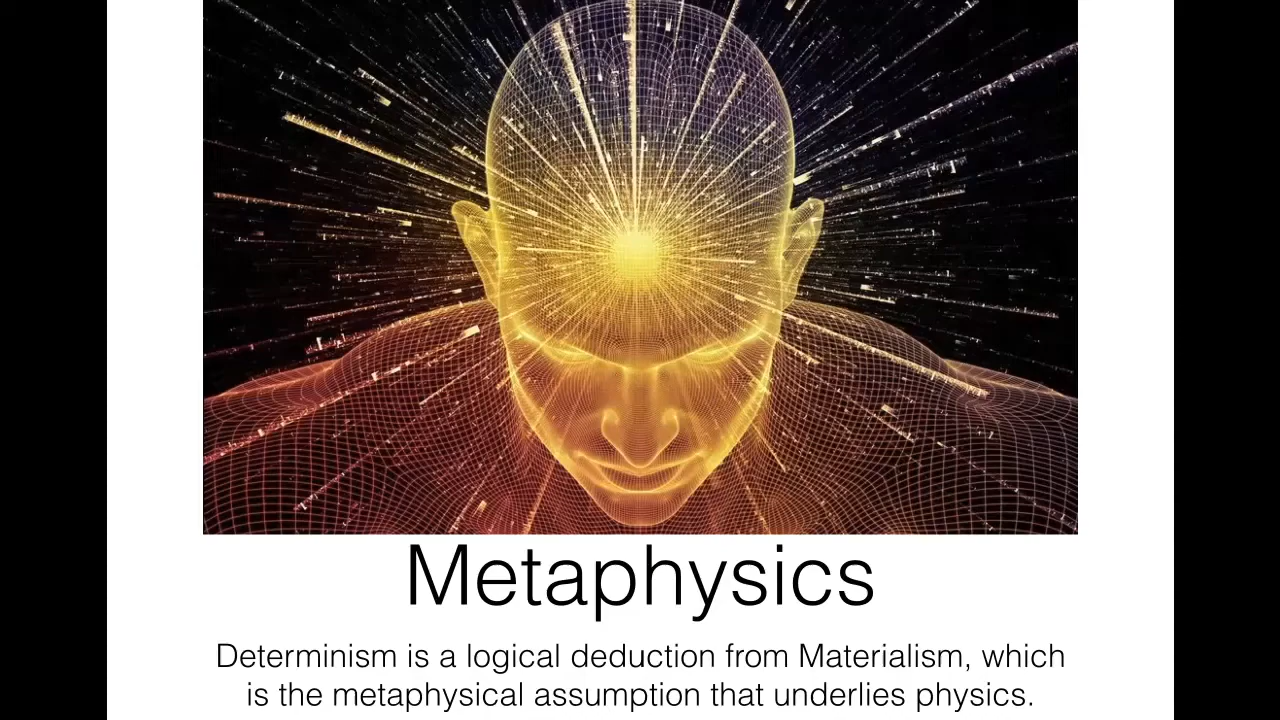 Metaphysics
Determinism is a logical deduction from Materialism, which
is the metaphysical assumption that underlies physics.